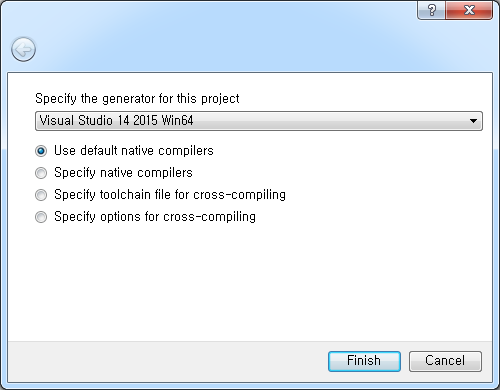 Specify the generator for this project
Visual Studio 14 2015 Win64
Use default native compilers
Specify native compilers
Specify toolchain file for cross-compiling
Specify options for cross-compiling
Finish Cancel